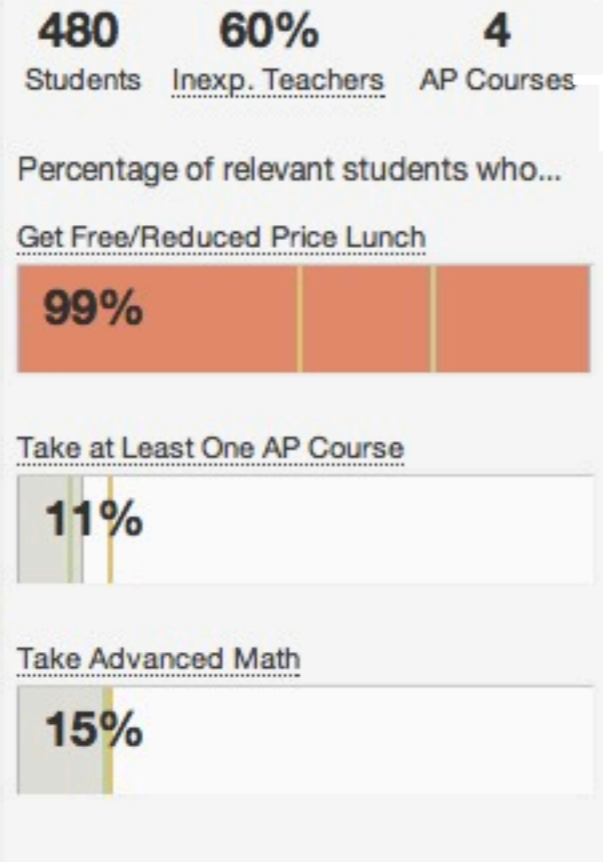 480 60% 4
Students Inexp. Teachers AP Courses
Percentage of relevant students who...
Get Free/Reduced Price Lunch
99%
Take at Least One AP Course
11%
Take Advanced Math
15%